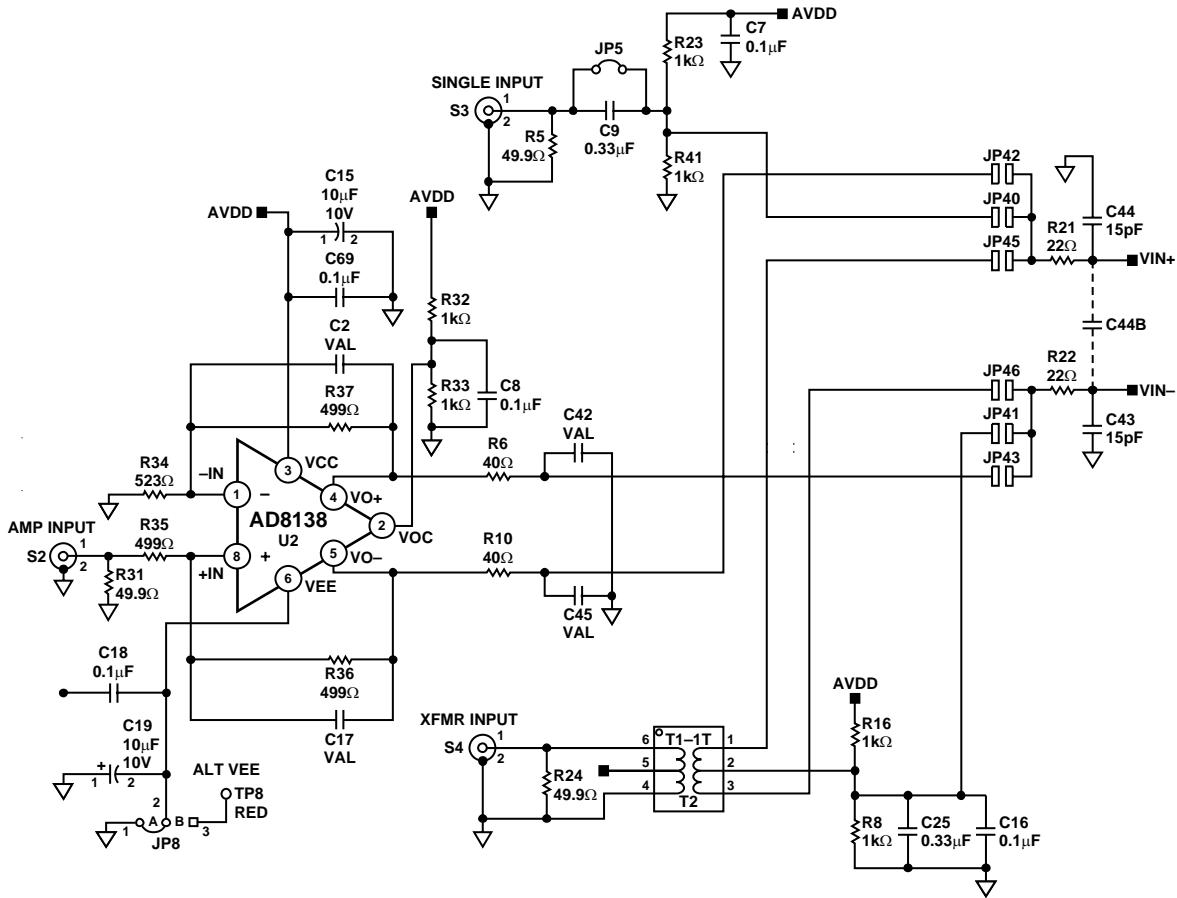 AVDD
C7
0.1µF
R23
1kΩ
JP5
SINGLE INPUT
S3
1
2
R5
49.9Ω
C9
0.33µF
R41
1kΩ
JP42
JP40
JP45
C44
15pF
R21
22Ω
VIN+
C44B
R22
22Ω
VIN–
C43
15pF
JP46
JP41
JP43
AVDD
C15
10µF
10V
1
2
C69
0.1µF
AVDD
R32
1kΩ
R33
1kΩ
C8
0.1µF
C2
VAL
R37
499Ω
C42
VAL
R6
40Ω
R34
523Ω
–IN
1
–
3
VCC
4
VO+
AD8138
U2
2
VOC
AMP INPUT
S2
1
2
R35
499Ω
8
+
+IN
5
VO–
6
VEE
R31
49.9Ω
R10
40Ω
C45
VAL
C18
0.1µF
R36
499Ω
C17
VAL
C19
10µF
10V
+
1
2
ALT VEE
TP8
RED
2
1
A
B
3
JP8
XFMR INPUT
S4
1
2
R24
49.9Ω
6
5
4
T1–1T
T2
1
2
3
AVDD
R16
1kΩ
R8
1kΩ
C25
0.33µF
C16
0.1µF